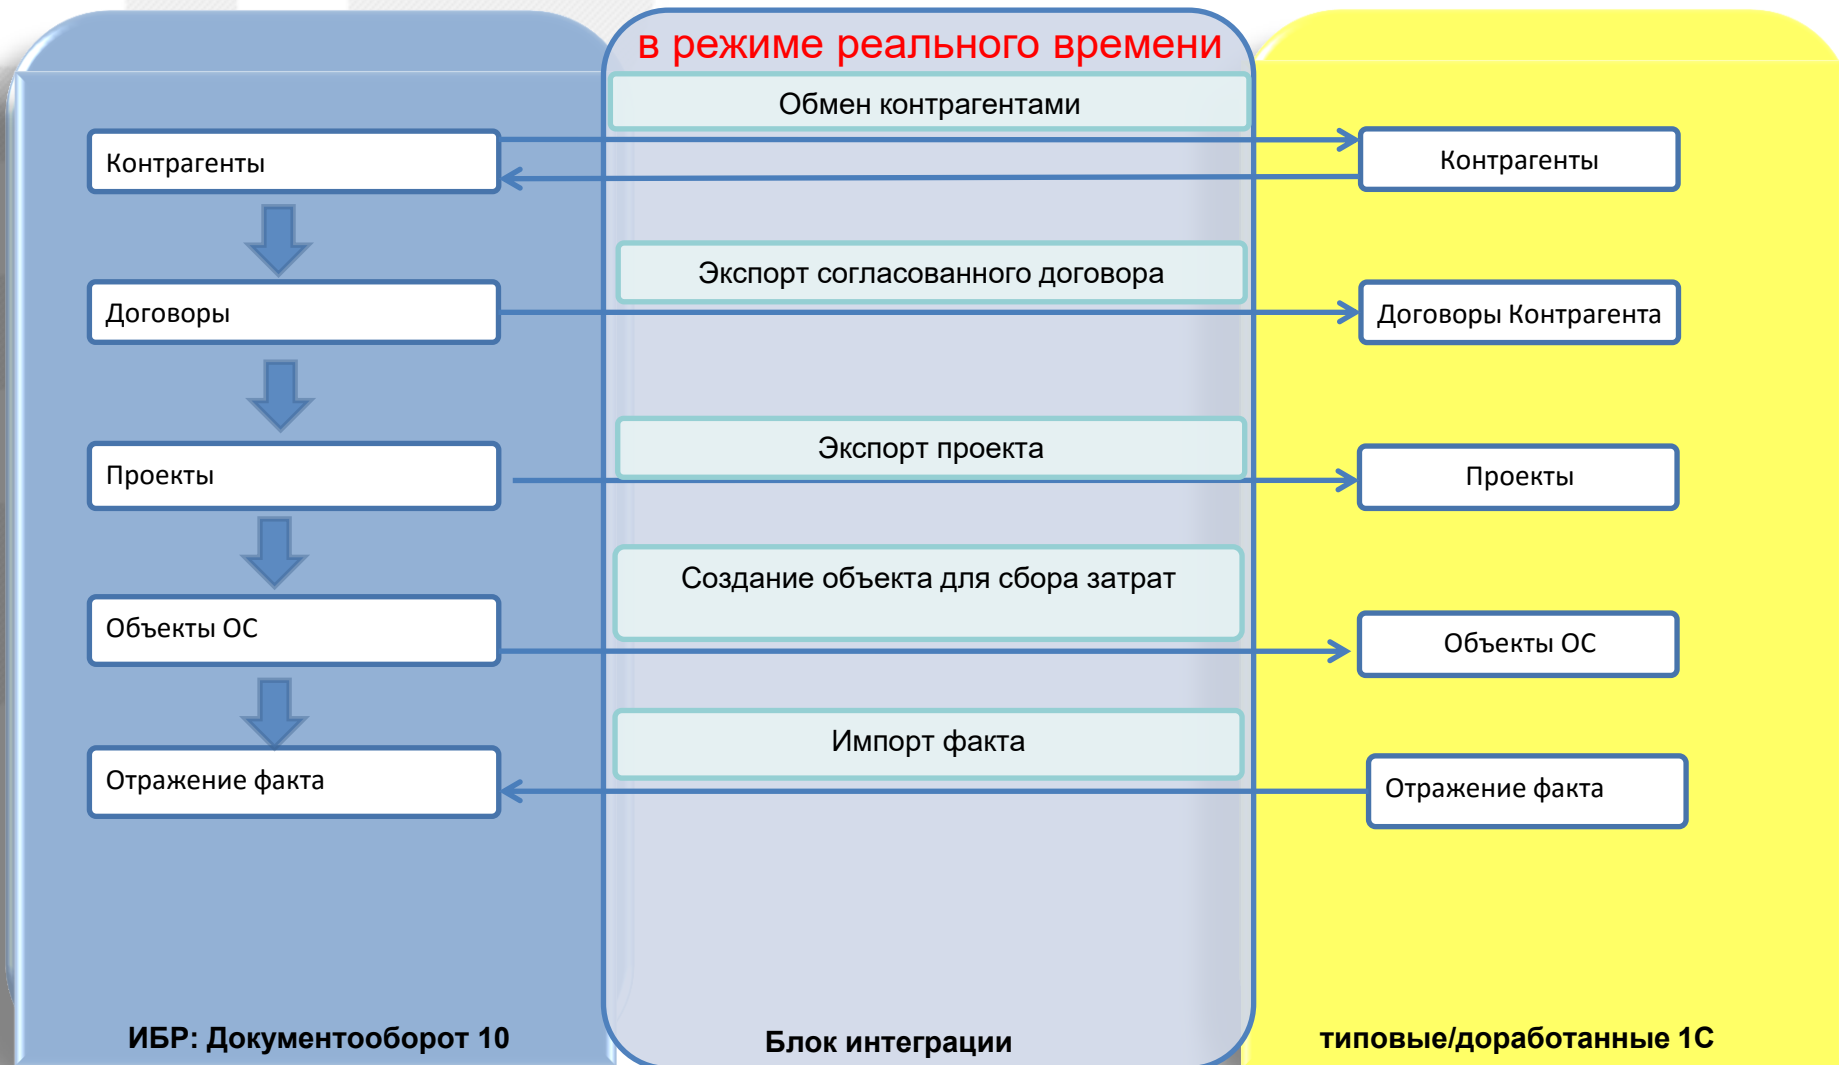 в режиме реального времени
Обмен контрагентами
Контрагенты
Контрагенты
Экспорт согласованного договора
Договоры
Договоры Контрагента
Экспорт проекта
Проекты
Проекты
Создание объекта для сбора затрат
Объекты ОС
Объекты ОС
Импорт факта
Отражение факта
Отражение факта
ИБР: Документооборот 10
Блок интеграции
типовые/доработанные 1С